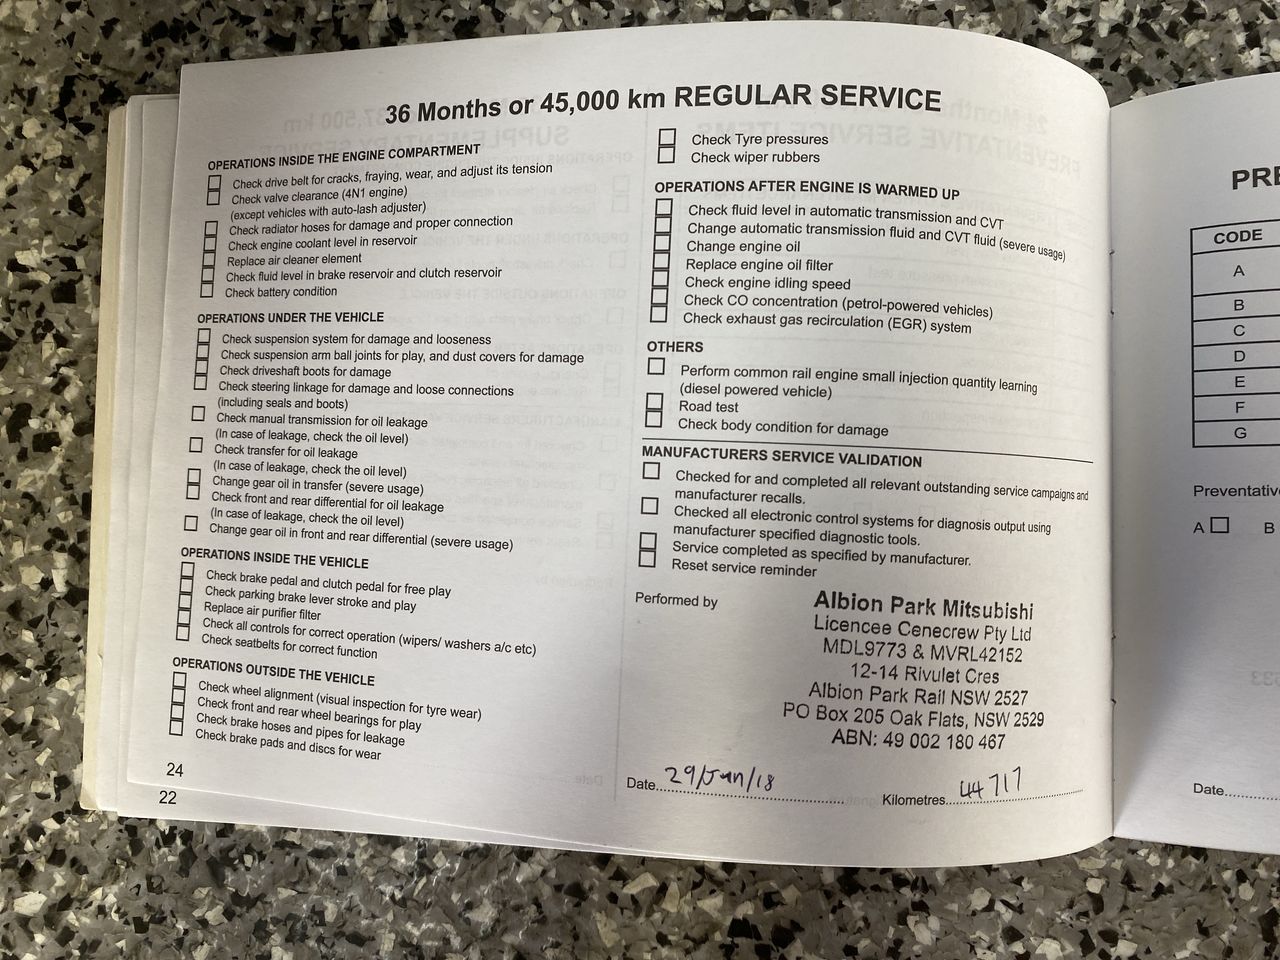 36 Months or 45,000 km REGULAR SERVICE
OPERATIONS INSIDE THE ENGINE COMPARTMENT
Check drive belt for cracks, fraying, wear, and adjust its tension
Check valve clearance (4N1 engine)
(except vehicles with auto-lash adjuster)
Check radiator hoses for damage and proper connection
Check engine coolant level in reservoir
Replace air cleaner element
Check fluid level in brake reservoir and clutch reservoir
Check battery condition
OPERATIONS UNDER THE VEHICLE
Check suspension system for damage and looseness
Check suspension arm ball joints for play, and dust covers for damage
Check driveshaft boots for damage
Check steering linkage for damage and loose connections
(including seals and boots)
Check manual transmission for oil leakage
(In case of leakage, check the oil level)
Check transfer for oil leakage
(In case of leakage, check the oil level)
Change gear oil in transfer (severe usage)
Check front and rear differential for oil leakage
(In case of leakage, check the oil level)
Change gear oil in front and rear differential (severe usage)
OPERATIONS INSIDE THE VEHICLE
Check brake pedal and clutch pedal for free play
Check parking brake lever stroke and play
Replace air purifier filter
Check all controls for correct operation (wipers/ washers a/c etc)
Check seatbelts for correct function
OPERATIONS OUTSIDE THE VEHICLE
Check wheel alignment (visual inspection for tyre wear)
Check front and rear wheel bearings for play
Check brake hoses and pipes for leakage
Check brake pads and discs for wear
24
22
Check Tyre pressures
Check wiper rubbers
OPERATIONS AFTER ENGINE IS WARMED UP
Check fluid level in automatic transmission and CVT
Change automatic transmission fluid and CVT fluid (severe usage)
Change engine oil
Replace engine oil filter
Check engine idling speed
Check CO concentration (petrol-powered vehicles)
Check exhaust gas recirculation (EGR) system
OTHERS
Perform common rail engine small injection quantity learning
(diesel powered vehicle)
Road test
Check body condition for damage
MANUFACTURERS SERVICE VALIDATION
Checked for and completed all relevant outstanding service campaigns and
manufacturer recalls.
Checked all electronic control systems for diagnosis output using
manufacturer specified diagnostic tools.
Service completed as specified by manufacturer.
Reset service reminder
Performed by
Albion Park Mitsubishi
Licencee Cenecrew Pty Ltd
MDL9773 & MVRL42152
12-14 Rivulet Cres
Albion Park Rail NSW 2527
PO Box 205 Oak Flats, NSW 2529
ABN: 49 002 180 467
Date 29/Jun/18 Kilometres 44717
PRE
CODE
A
B
C
D
E
F
G
Preventativ
A B
Date